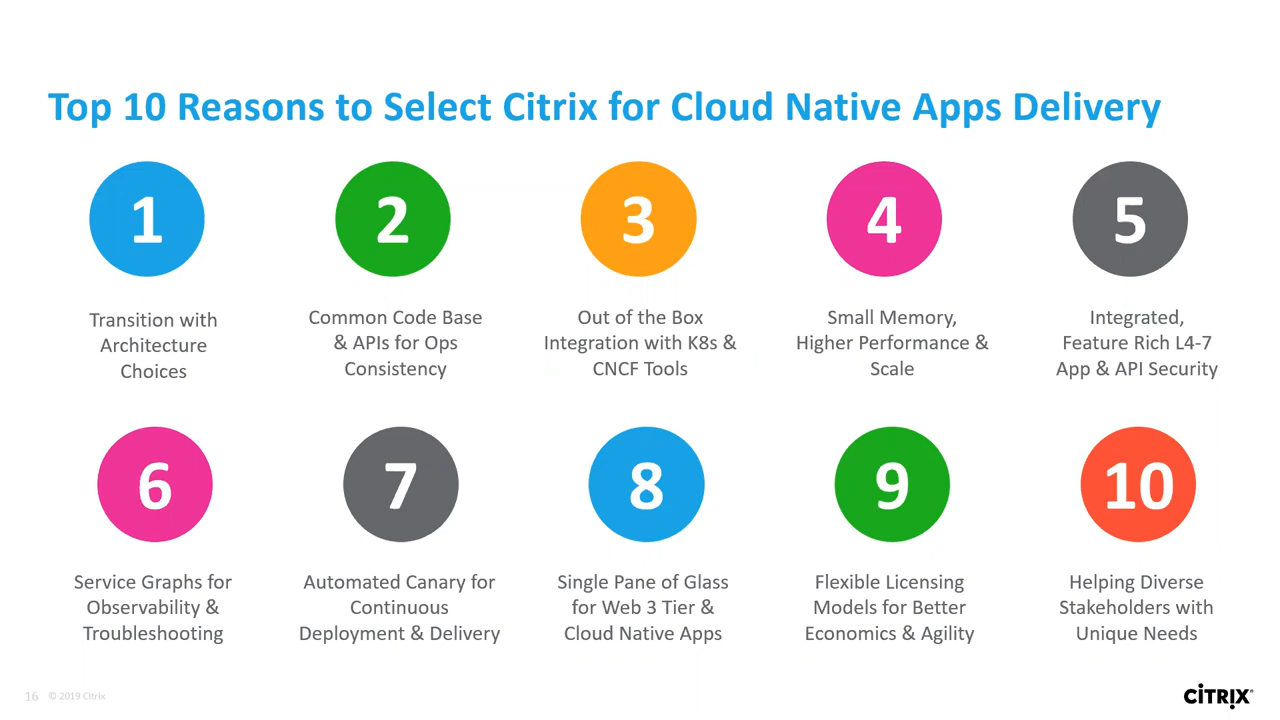 Top 10 Reasons to Select Citrix for Cloud Native Apps Delivery
1
Transition with
Architecture
Choices
2
Common Code Base
& APIs for Ops
Consistency
3
Out of the Box
Integration with K8s &
CNCF Tools
4
Small Memory,
Higher Performance &
Scale
5
Integrated,
Feature Rich L4-7
App & API Security
6
Service Graphs for
Observability &
Troubleshooting
7
Automated Canary for
Continuous
Deployment & Delivery
8
Single Pane of Glass
for Web 3 Tier &
Cloud Native Apps
9
Flexible Licensing
Models for Better
Economics & Agility
10
Helping Diverse
Stakeholders with
Unique Needs
16 © 2019 Citrix
CİTRIX®